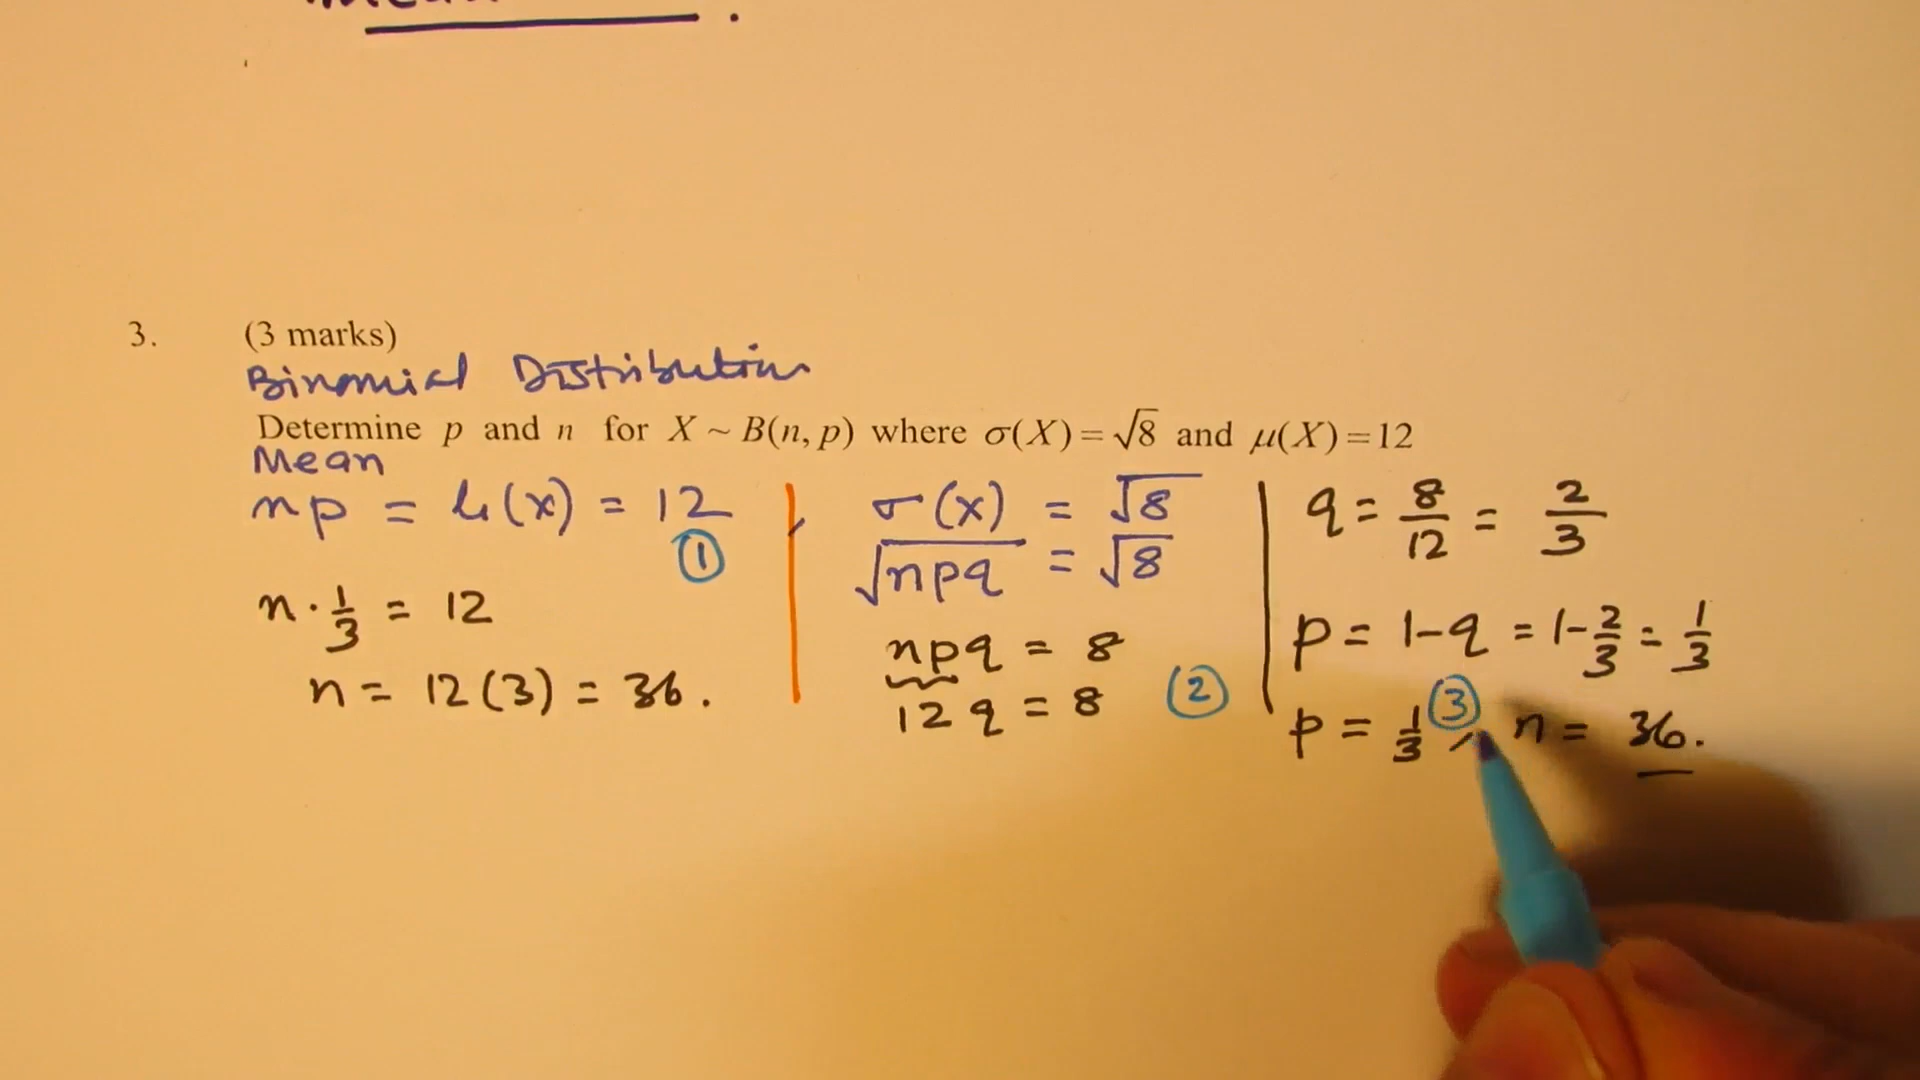 3. (3 marks)
Binomial Distribution
Determine p and n for X ~ B(n, p) where σ(X) = √8 and μ(X) = 12
Mean
np = μ(x) = 12
①
n · 1/3 = 12
n = 12(3) = 36.
σ(x) = √8
√npq = √8
npq = 8
12q = 8
②
q = 8/12 = 2/3
p = 1-q = 1-2/3 = 1/3
③
p = 1/3, n = 36.